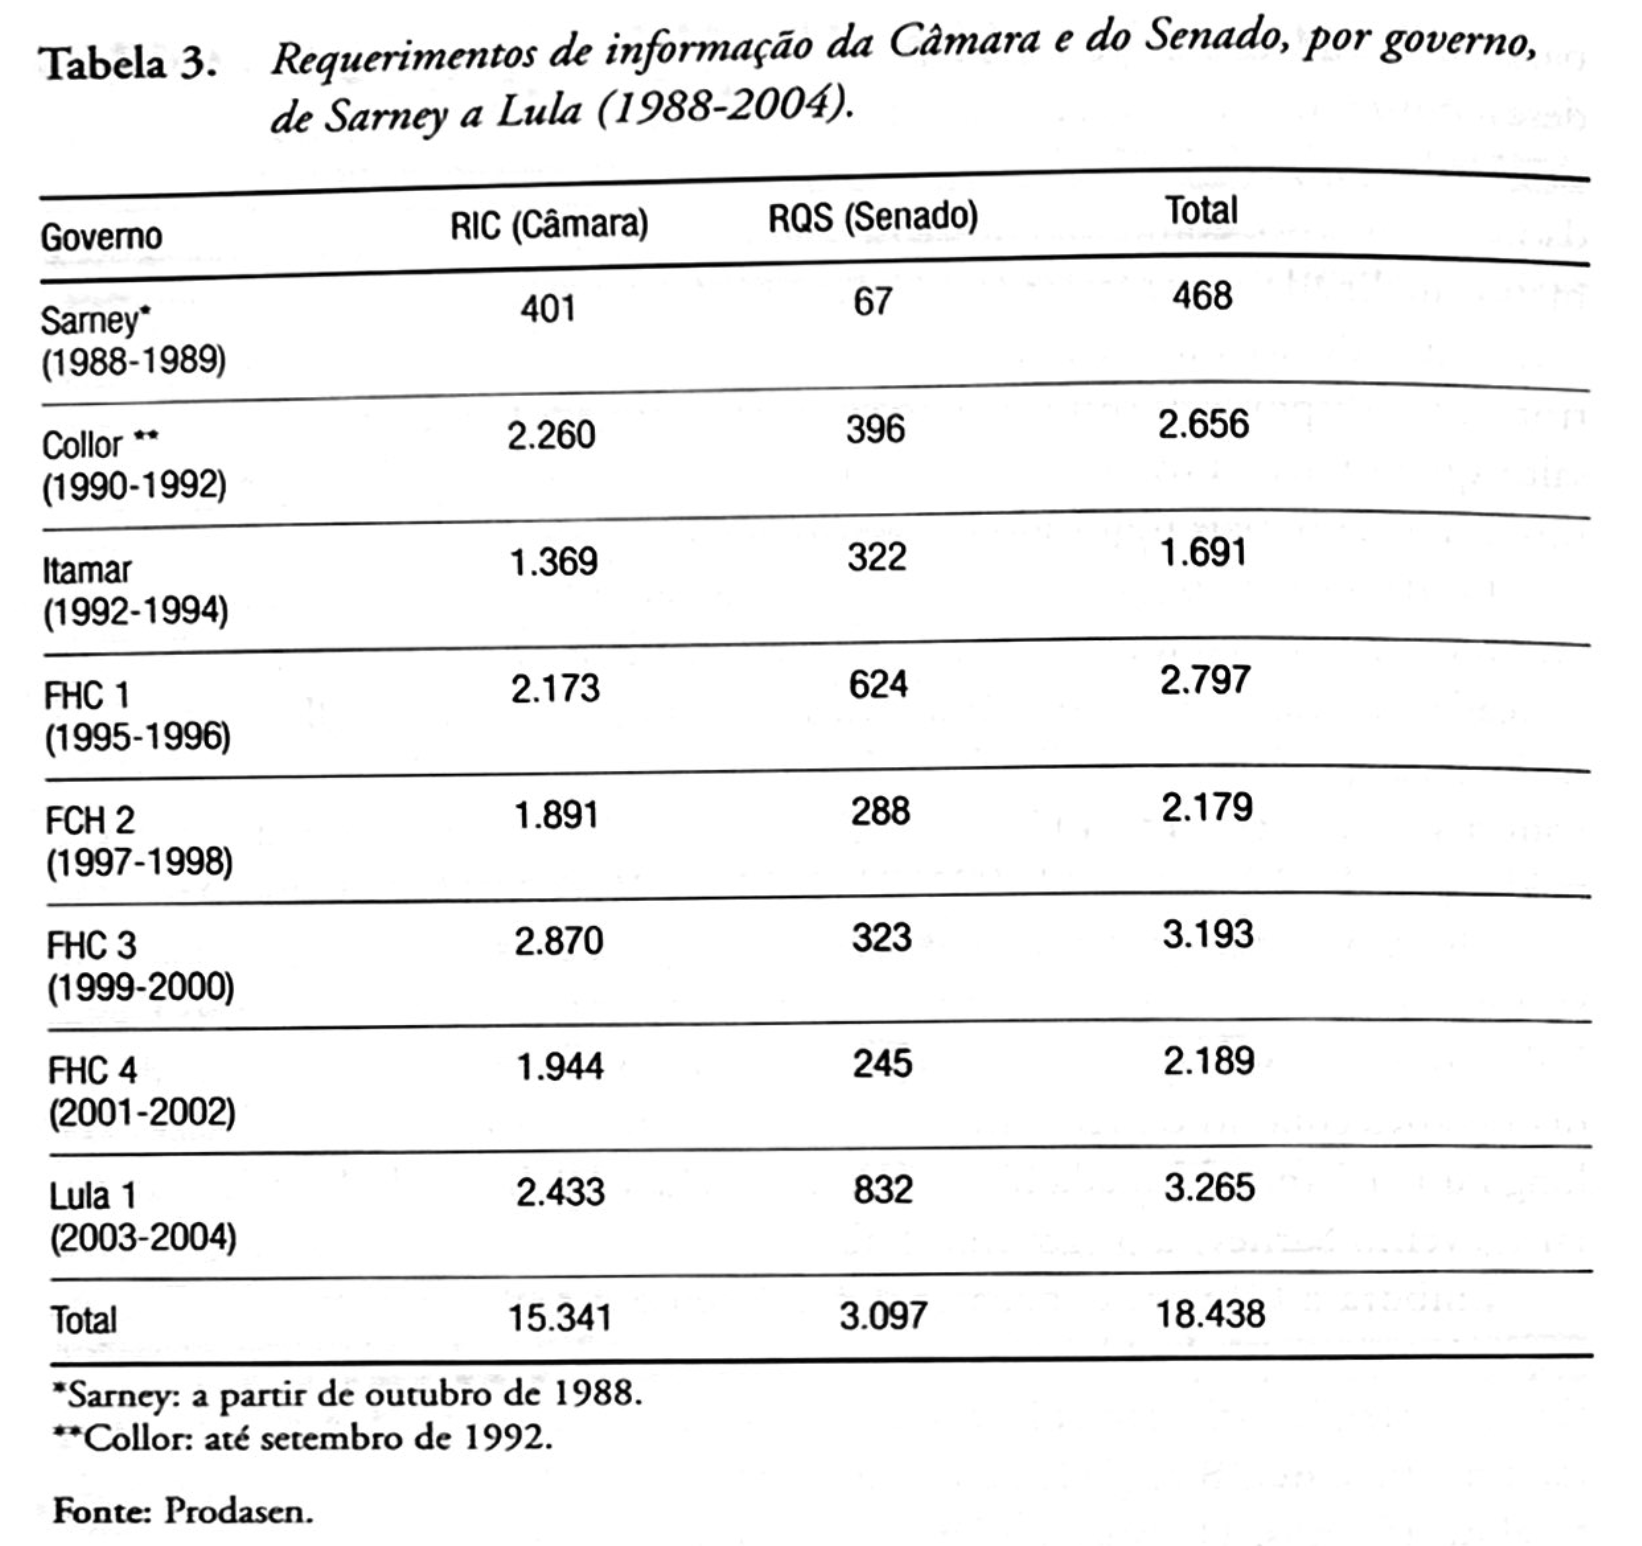 Tabela 3. Requerimentos de informação da Câmara e do Senado, por governo,
de Sarney a Lula (1988-2004).
Governo RIC (Câmara) RQS (Senado) Total
Sarney* 401 67 468
(1988-1989)
Collor ** 2.260 396 2.656
(1990-1992)
Itamar 1.369 322 1.691
(1992-1994)
FHC 1 2.173 624 2.797
(1995-1996)
FCH 2 1.891 288 2.179
(1997-1998)
FHC 3 2.870 323 3.193
(1999-2000)
FHC 4 1.944 245 2.189
(2001-2002)
Lula 1 2.433 832 3.265
(2003-2004)
Total 15.341 3.097 18.438
*Sarney: a partir de outubro de 1988.
**Collor: até setembro de 1992.
Fonte: Prodasen.